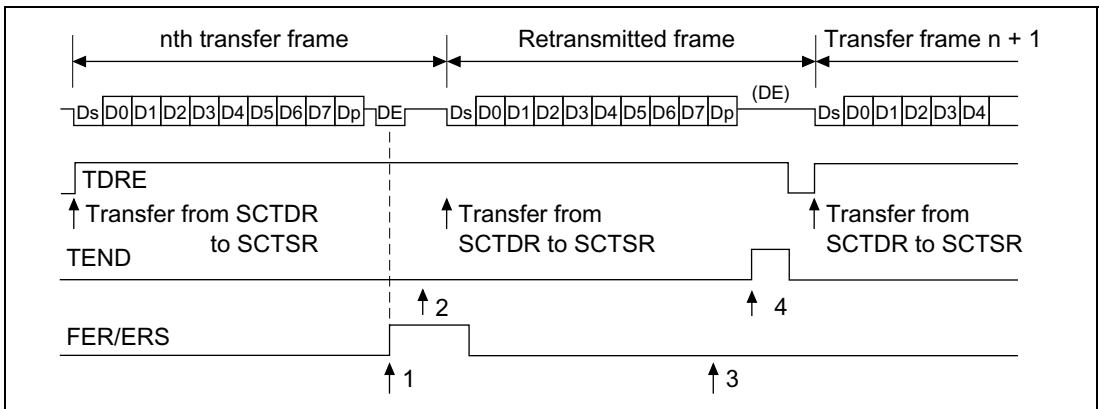 nth transfer frame Retransmitted frame Transfer frame n + 1
(DE)
Ds D0 D1 D2 D3 D4 D5 D6 D7 Dp DE Ds D0 D1 D2 D3 D4 D5 D6 D7 Dp Ds D0 D1 D2 D3 D4
TDRE
Transfer from SCTDR Transfer from Transfer from
to SCTSR SCTDR to SCTSR SCTDR to SCTSR
TEND
2 4
FER/ERS
1 3